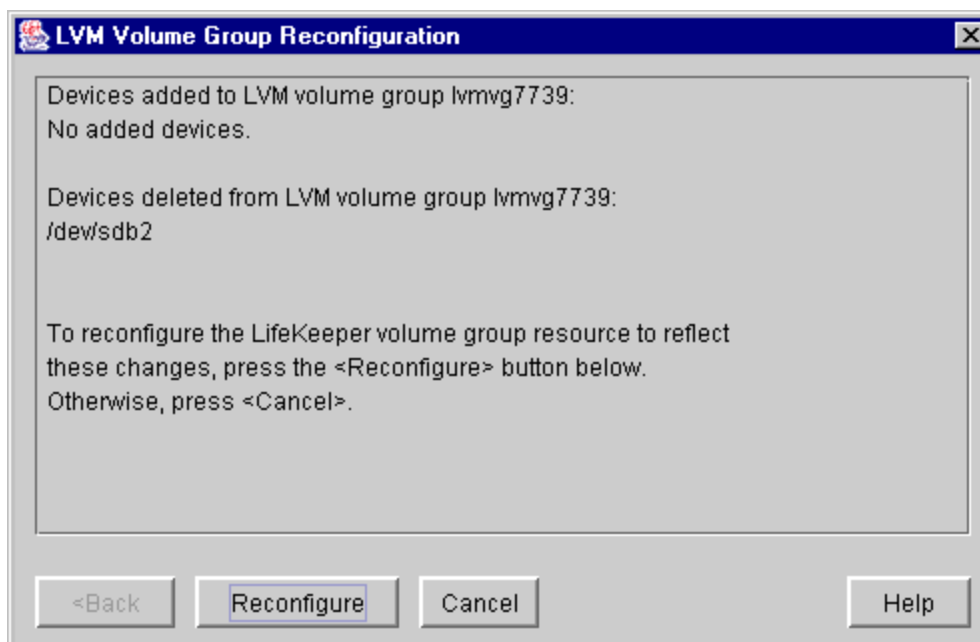 LVM Volume Group Reconfiguration
Devices added to LVM volume group lvmvg7739:
No added devices.
Devices deleted from LVM volume group lvmvg7739:
/dev/sdb2
To reconfigure the LifeKeeper volume group resource to reflect
these changes, press the <Reconfigure> button below.
Otherwise, press <Cancel>.
<Back Reconfigure Cancel Help